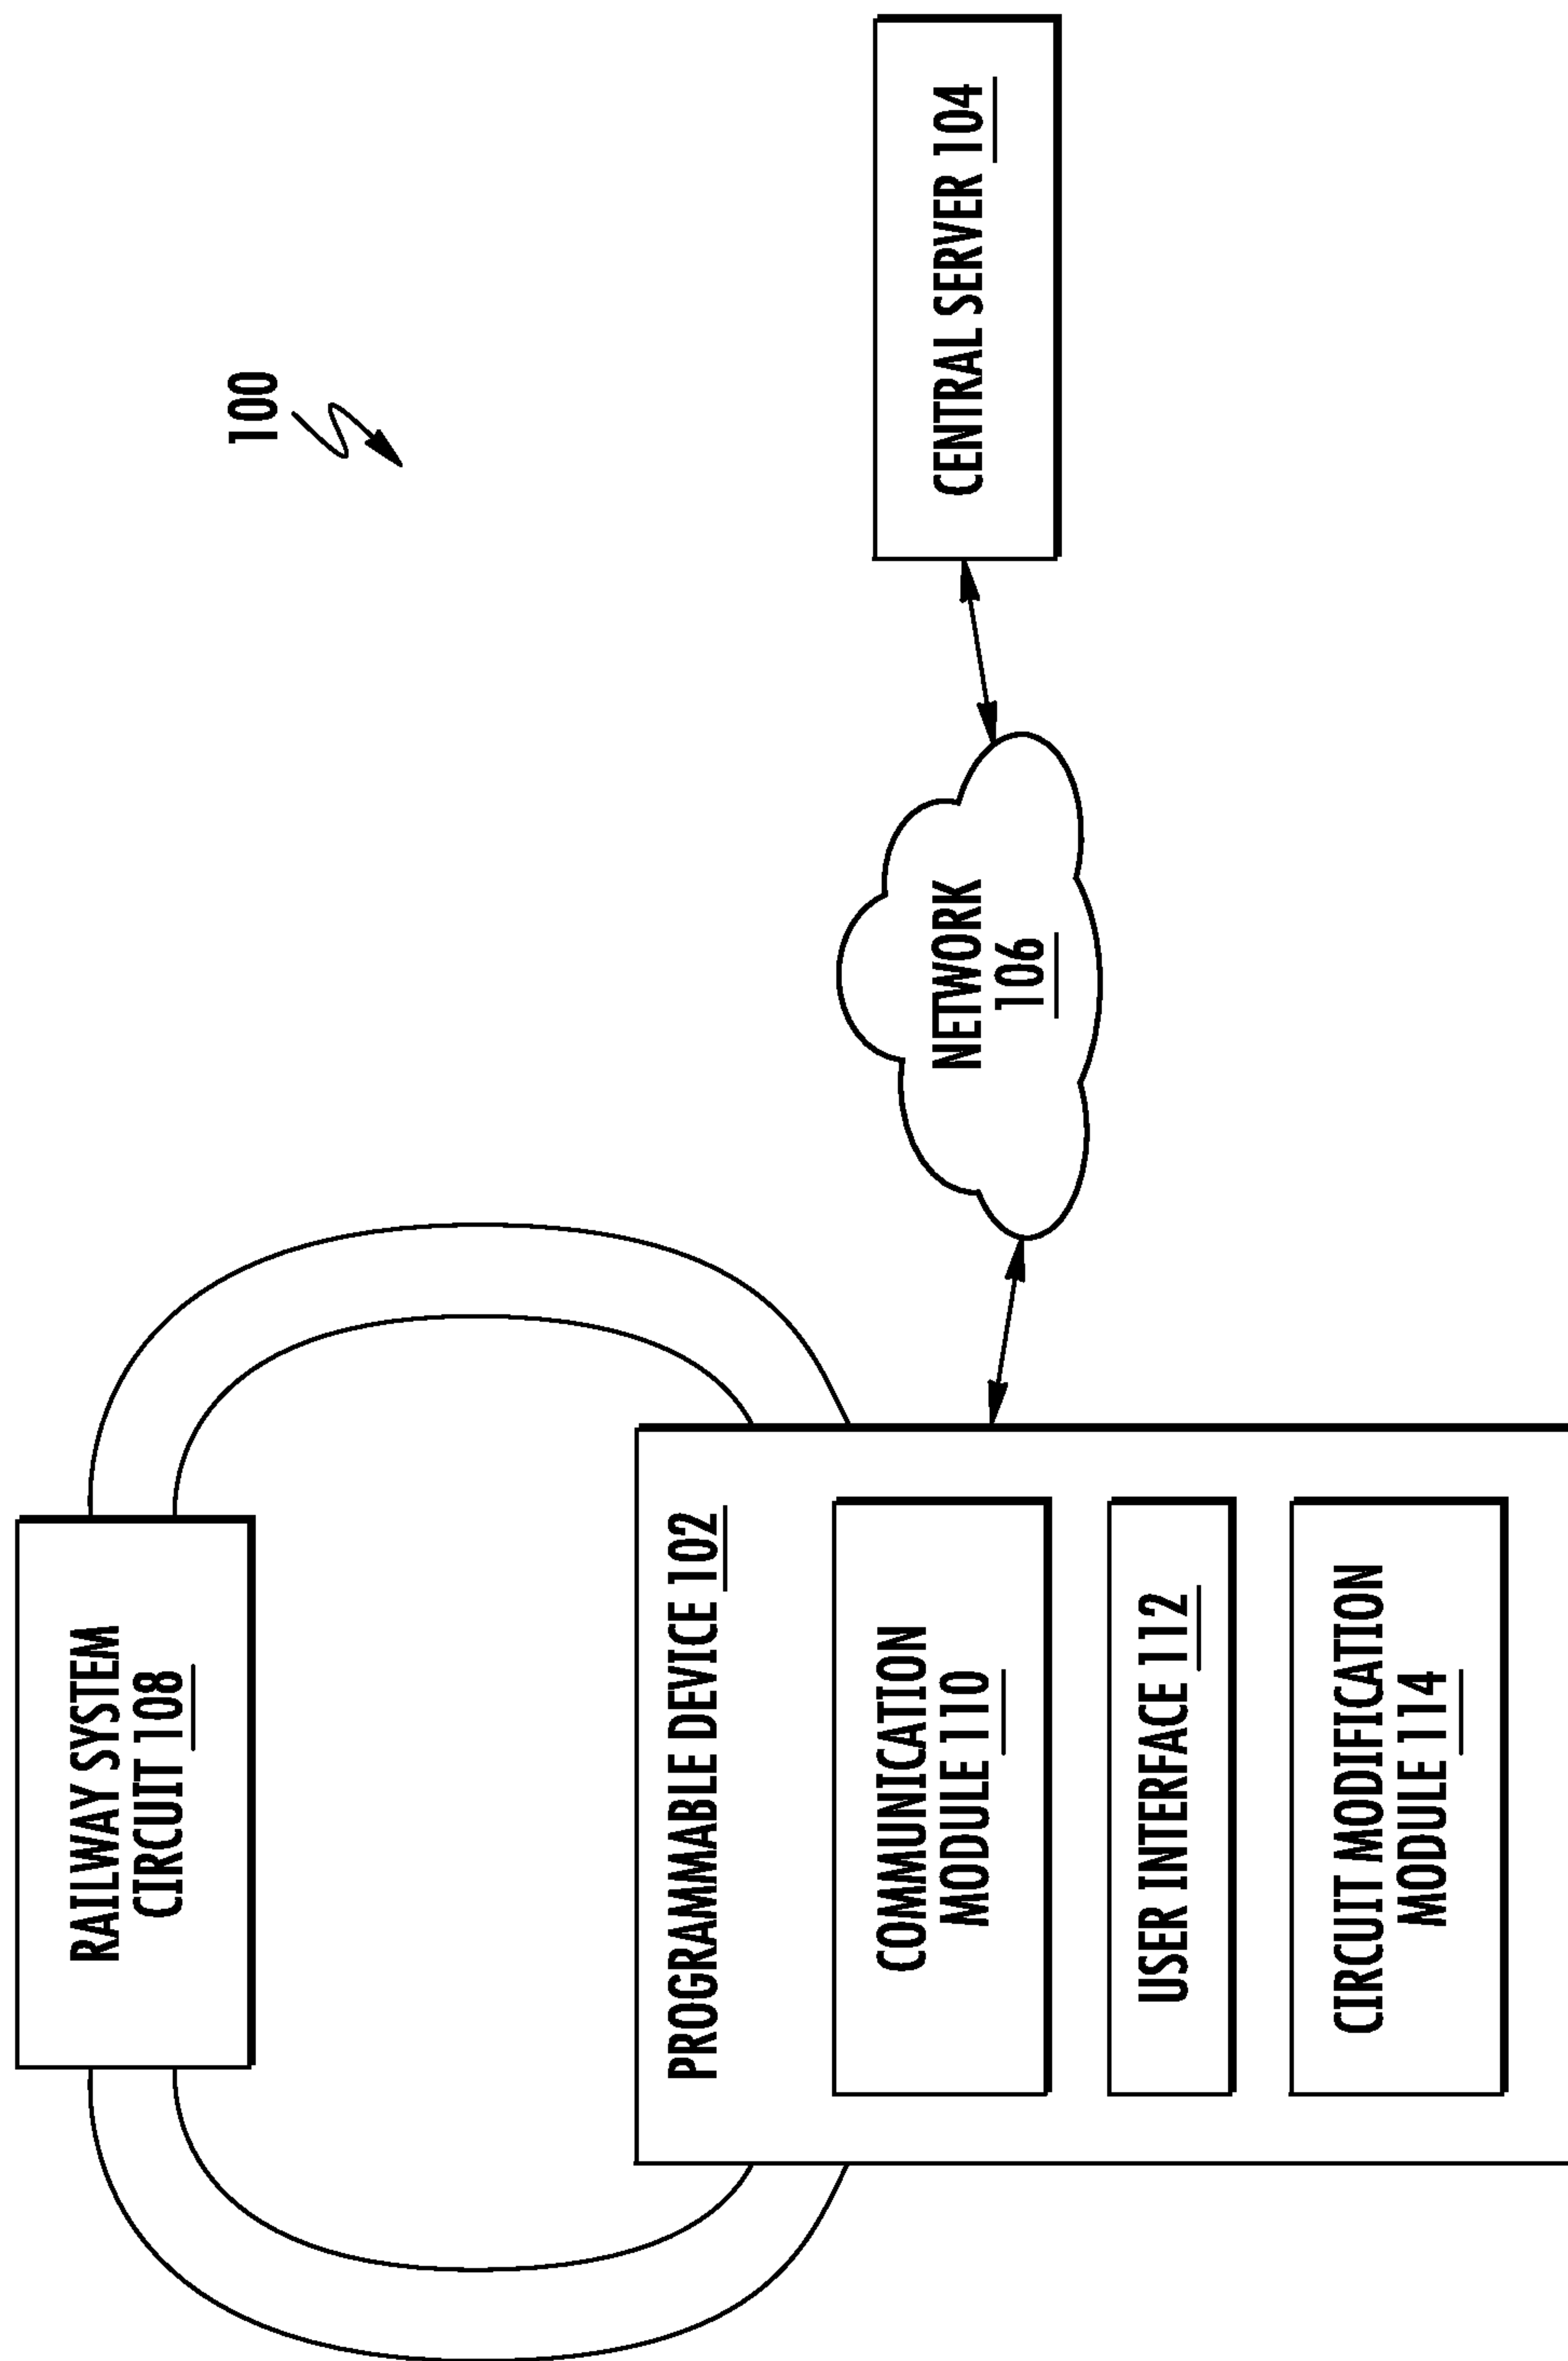 100
RAILWAY SYSTEM
CIRCUIT 108
PROGRAMMABLE DEVICE 102
COMMUNICATION
MODULE 110
USER INTERFACE 112
CIRCUIT MODIFICATION
MODULE 114
NETWORK
106
CENTRAL SERVER 104